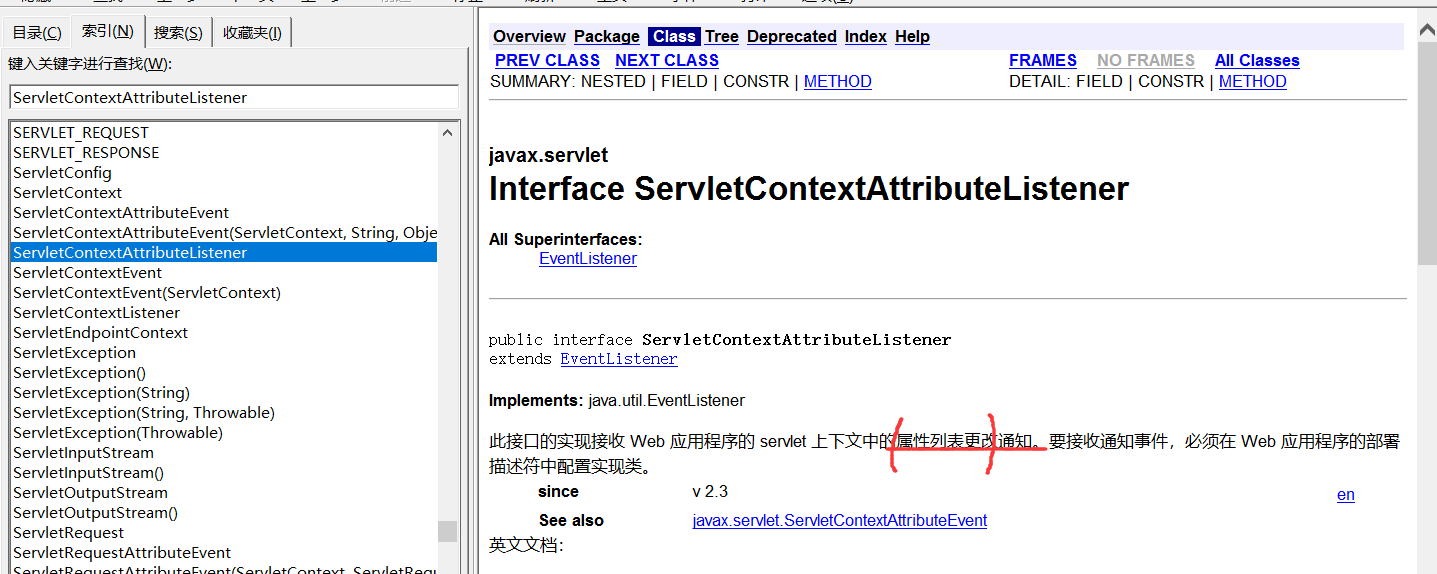 目录(C) 索引(N) 搜索(S) 收藏夹(I)
键入关键字进行查找(W):
ServletContextAttributeListener
SERVLET_REQUEST
SERVLET_RESPONSE
ServletConfig
ServletContext
ServletContextAttributeEvent
ServletContextAttributeEvent(ServletContext, String, Obje
ServletContextAttributeListener
ServletContextEvent
ServletContextEvent(ServletContext)
ServletContextListener
ServletEndpointContext
ServletException
ServletException()
ServletException(String)
ServletException(String, Throwable)
ServletException(Throwable)
ServletInputStream
ServletInputStream()
ServletOutputStream
ServletOutputStream()
ServletRequest
ServletRequestAttributeEvent
ServletRequestAttributeEvent(ServletContext, ServletRequ
Overview Package Class Tree Deprecated Index Help
PREV CLASS NEXT CLASS FRAMES NO FRAMES All Classes
SUMMARY: NESTED | FIELD | CONSTR | METHOD DETAIL: FIELD | CONSTR | METHOD
javax.servlet
Interface ServletContextAttributeListener
All Superinterfaces:
EventListener
public interface ServletContextAttributeListener
extends EventListener
Implements: java.util.EventListener
此接口的实现接收 Web 应用程序的 servlet 上下文中的属性列表更改通知。要接收通知事件，必须在 Web 应用程序的部署
描述符中配置实现类。
since v 2.3 en
See also javax.servlet.ServletContextAttributeEvent
英文文档：